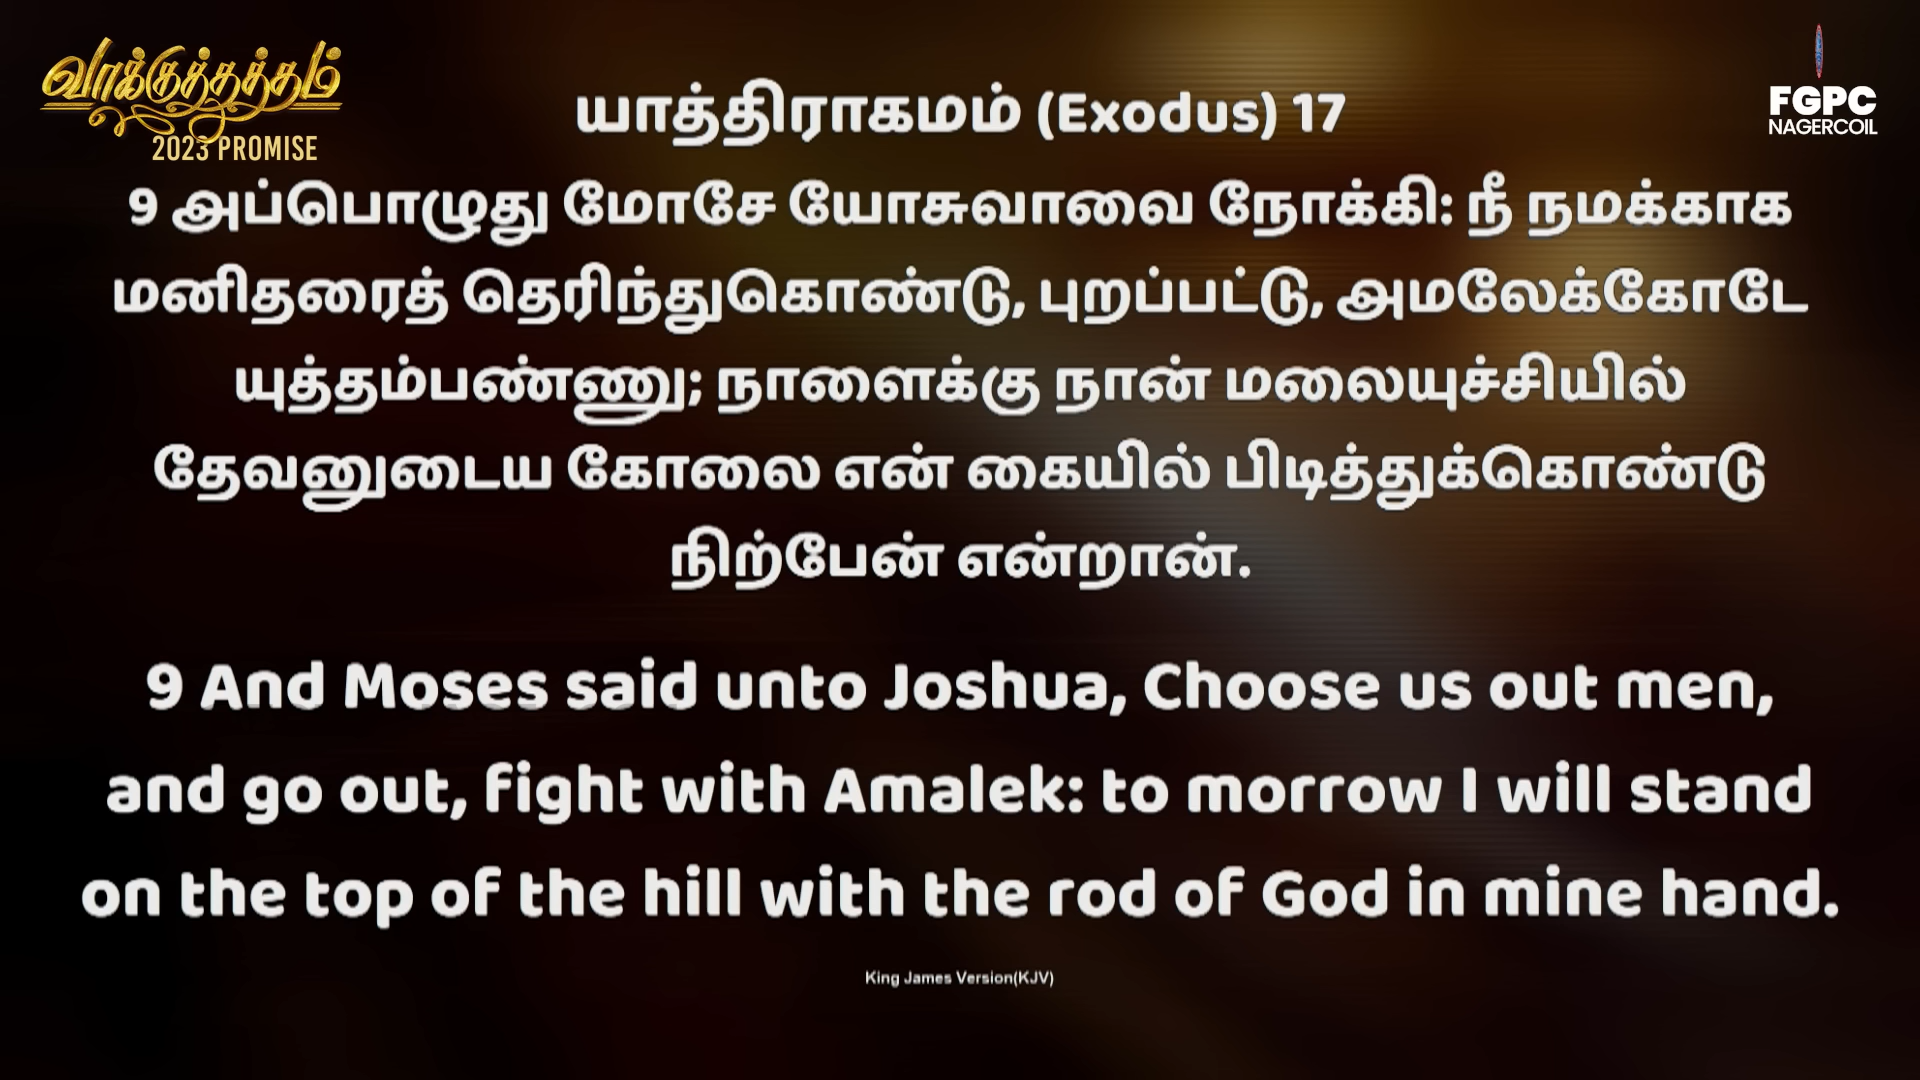 வாக்குத்தத்தம்
2023 PROMISE
FGPC
NAGERCOIL
யாத்திராகமம் (Exodus) 17
9 அப்பொழுது மோசே யோசுவாவை நோக்கி: நீ நமக்காக
மனிதரைத் தெரிந்துகொண்டு, புறப்பட்டு, அமலேக்கோடே
யுத்தம்பண்ணு; நாளைக்கு நான் மலையுச்சியில்
தேவனுடைய கோலை என் கையில் பிடித்துக்கொண்டு
நிற்பேன் என்றான்.
9 And Moses said unto Joshua, Choose us out men,
and go out, fight with Amalek: to morrow I will stand
on the top of the hill with the rod of God in mine hand.
King James Version(KJV)